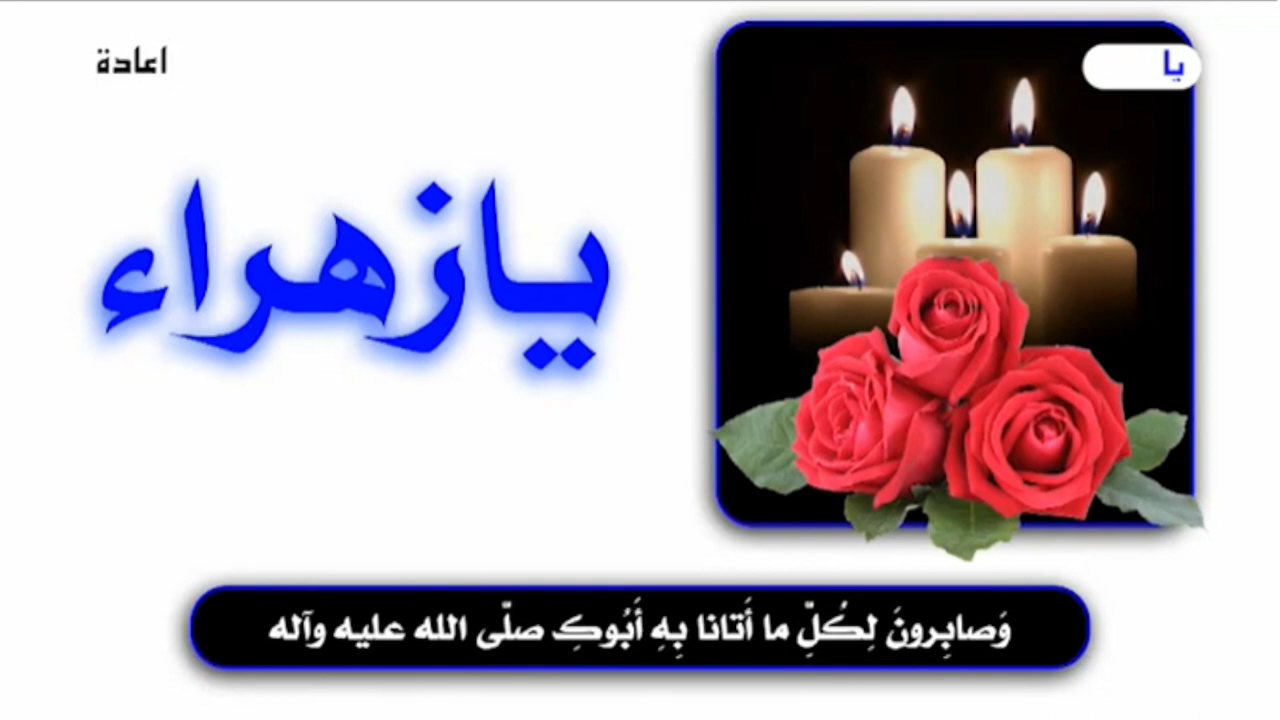 اعادة
يا
يازهراء
وَصابِرونَ لِكُلِّ ما أَتانا بِهِ أَبُوكِ صلّى الله عليه وآله